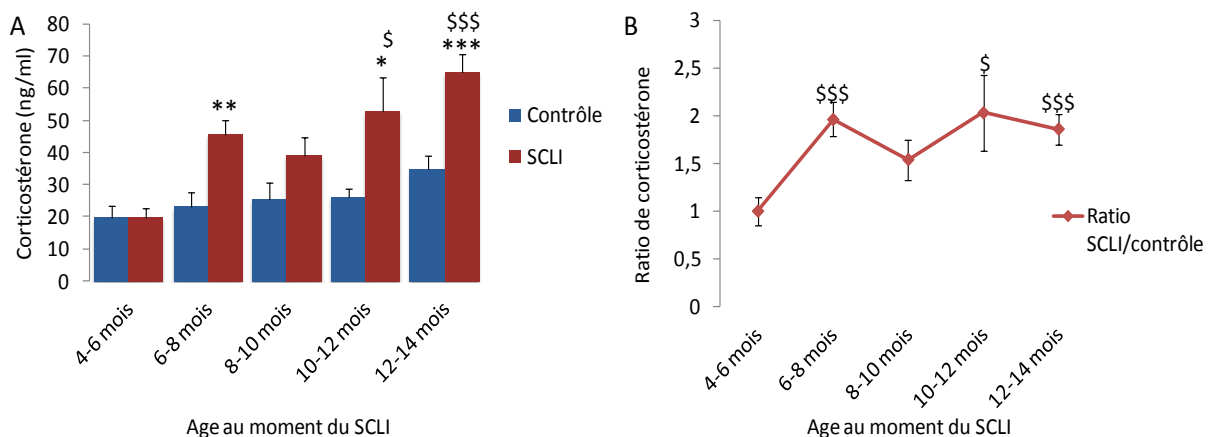 A
Corticostérone (ng/ml)
80
70
60
50
40
30
20
10
0
**
$
*
$$$
***
Contrôle
SCLI
4-6 mois
6-8 mois
8-10 mois
10-12 mois
12-14 mois
Age au moment du SCLI
B
Ratio de corticostérone
3
2,5
2
1,5
1
0,5
0
$$$
$
$$$
Ratio
SCLI/contrôle
4-6 mois
6-8 mois
8-10 mois
10-12 mois
12-14 mois
Age au moment du SCLI